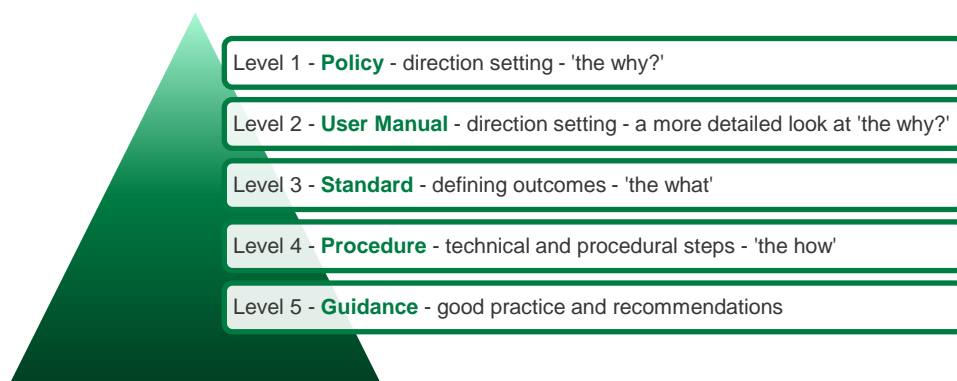 Level 1 - Policy - direction setting - 'the why?'
Level 2 - User Manual - direction setting - a more detailed look at 'the why?'
Level 3 - Standard - defining outcomes - 'the what'
Level 4 - Procedure - technical and procedural steps - 'the how'
Level 5 - Guidance - good practice and recommendations